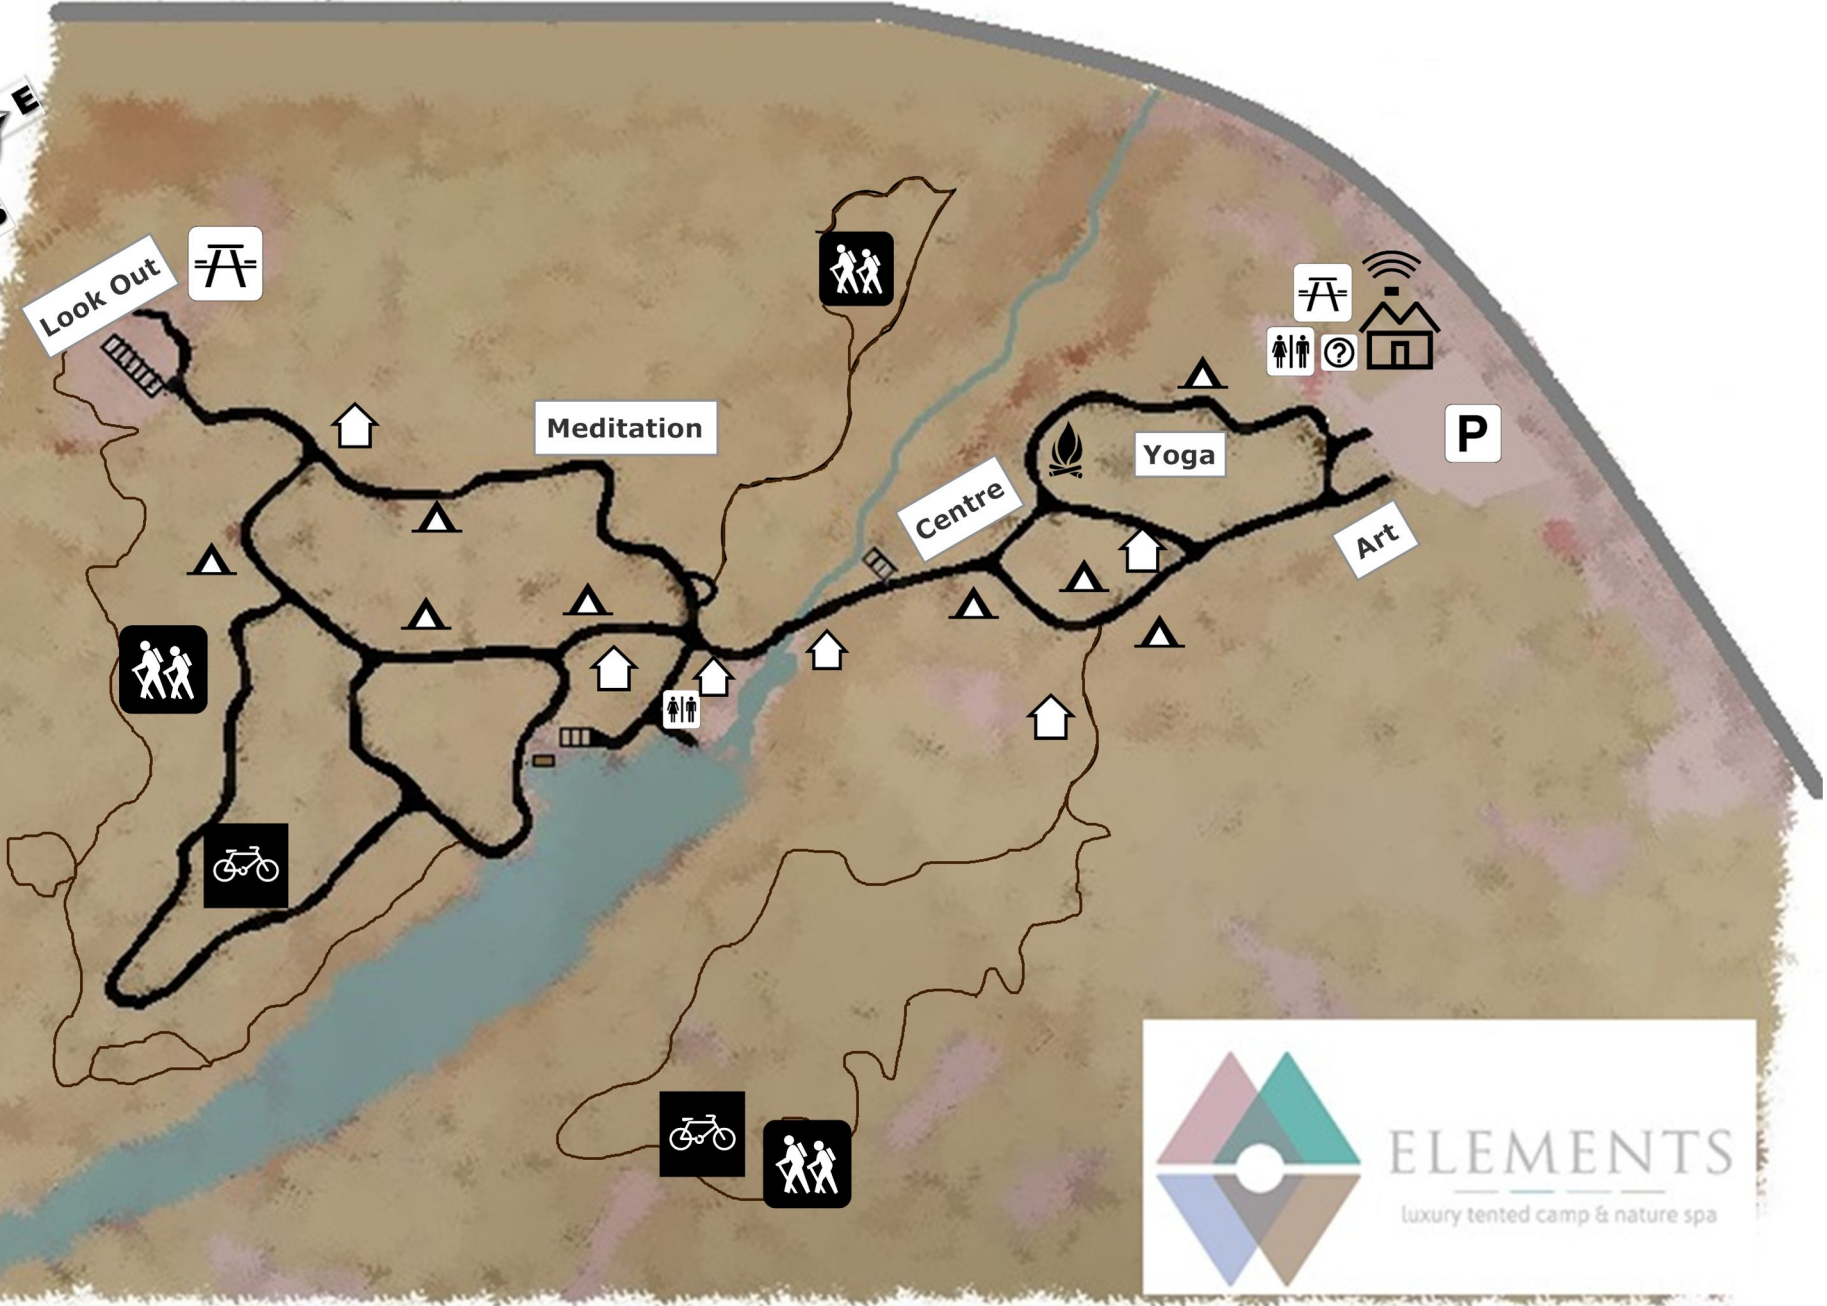 E
Look Out
Meditation
Centre
Yoga
?
P
Art
ELEMENTS
luxury tented camp & nature spa